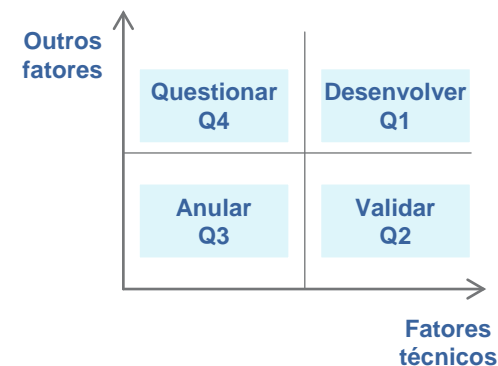 Outros
fatores
Questionar
Q4
Desenvolver
Q1
Anular
Q3
Validar
Q2
Fatores
técnicos